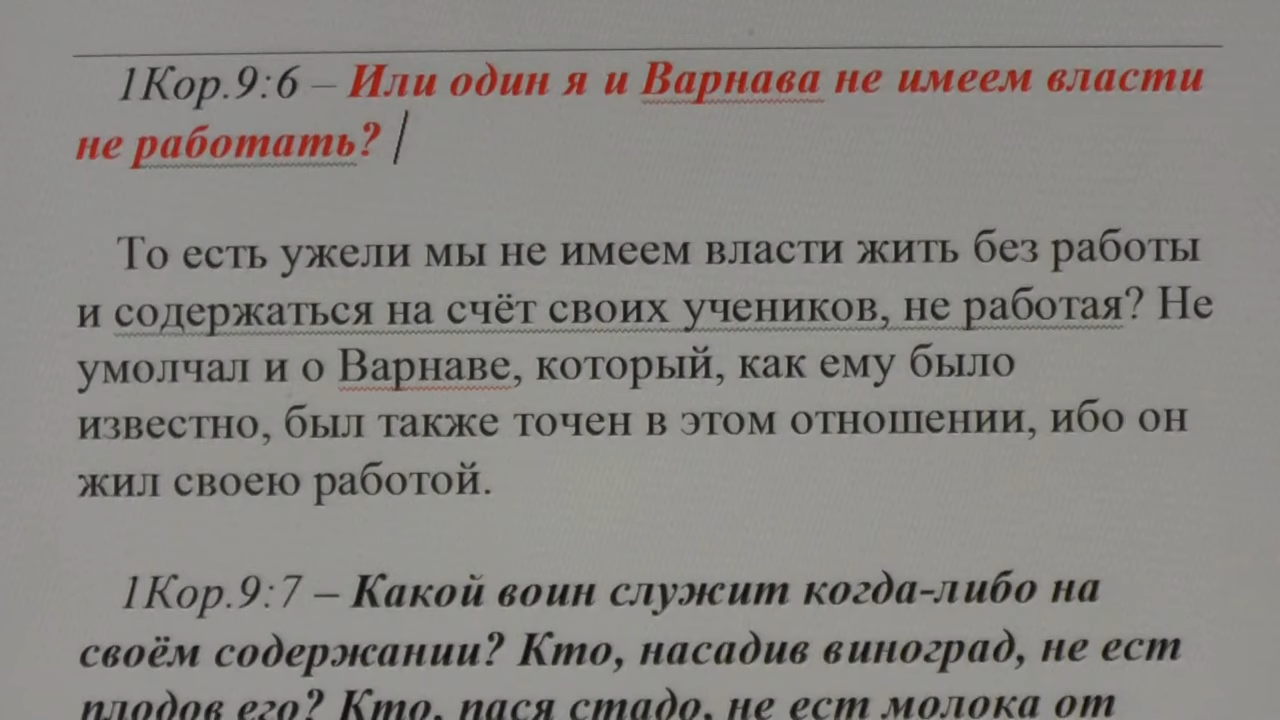 1Кор.9:6 – Или один я и Варнава не имеем власти
не работать?
То есть ужели мы не имеем власти жить без работы
и содержаться на счёт своих учеников, не работая? Не
умолчал и о Варнаве, который, как ему было
известно, был также точен в этом отношении, ибо он
жил своею работой.
1Кор.9:7 – Какой воин служит когда-либо на
своём содержании? Кто, насадив виноград, не ест
плодов его? Кто, пася стадо, не ест молока от